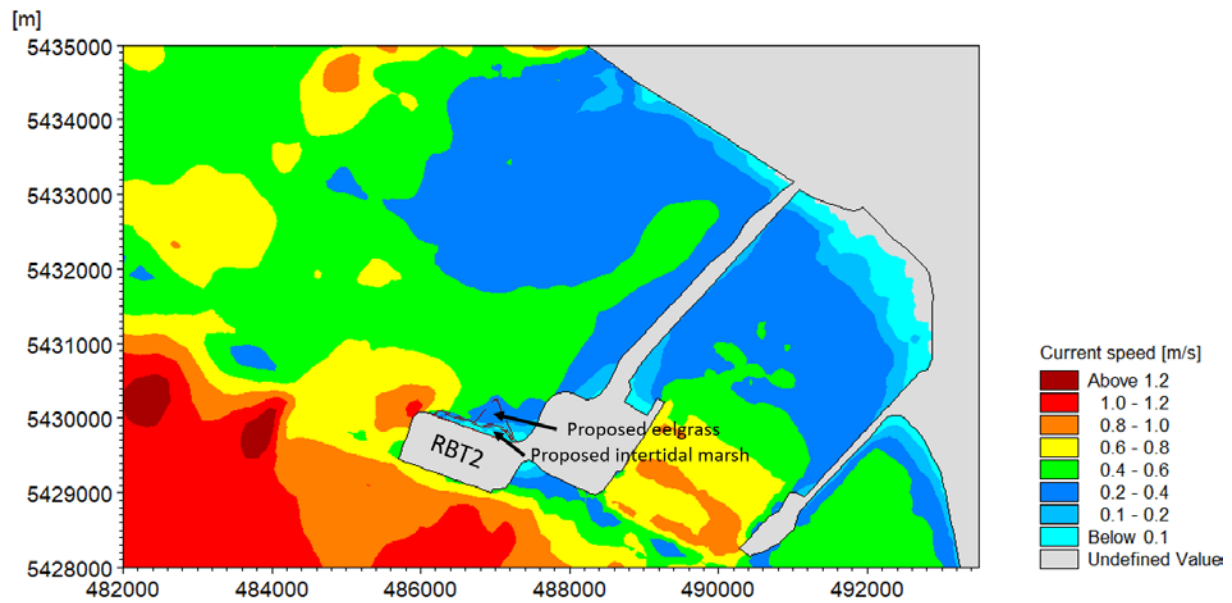 [m]
5435000
5434000
5433000
5432000
5431000
5430000
5429000
5428000
482000 484000 486000 488000 490000 492000
RBT2
Proposed eelgrass
Proposed intertidal marsh
Current speed [m/s]
Above 1.2
1.0 - 1.2
0.8 - 1.0
0.6 - 0.8
0.4 - 0.6
0.2 - 0.4
0.1 - 0.2
Below 0.1
Undefined Value